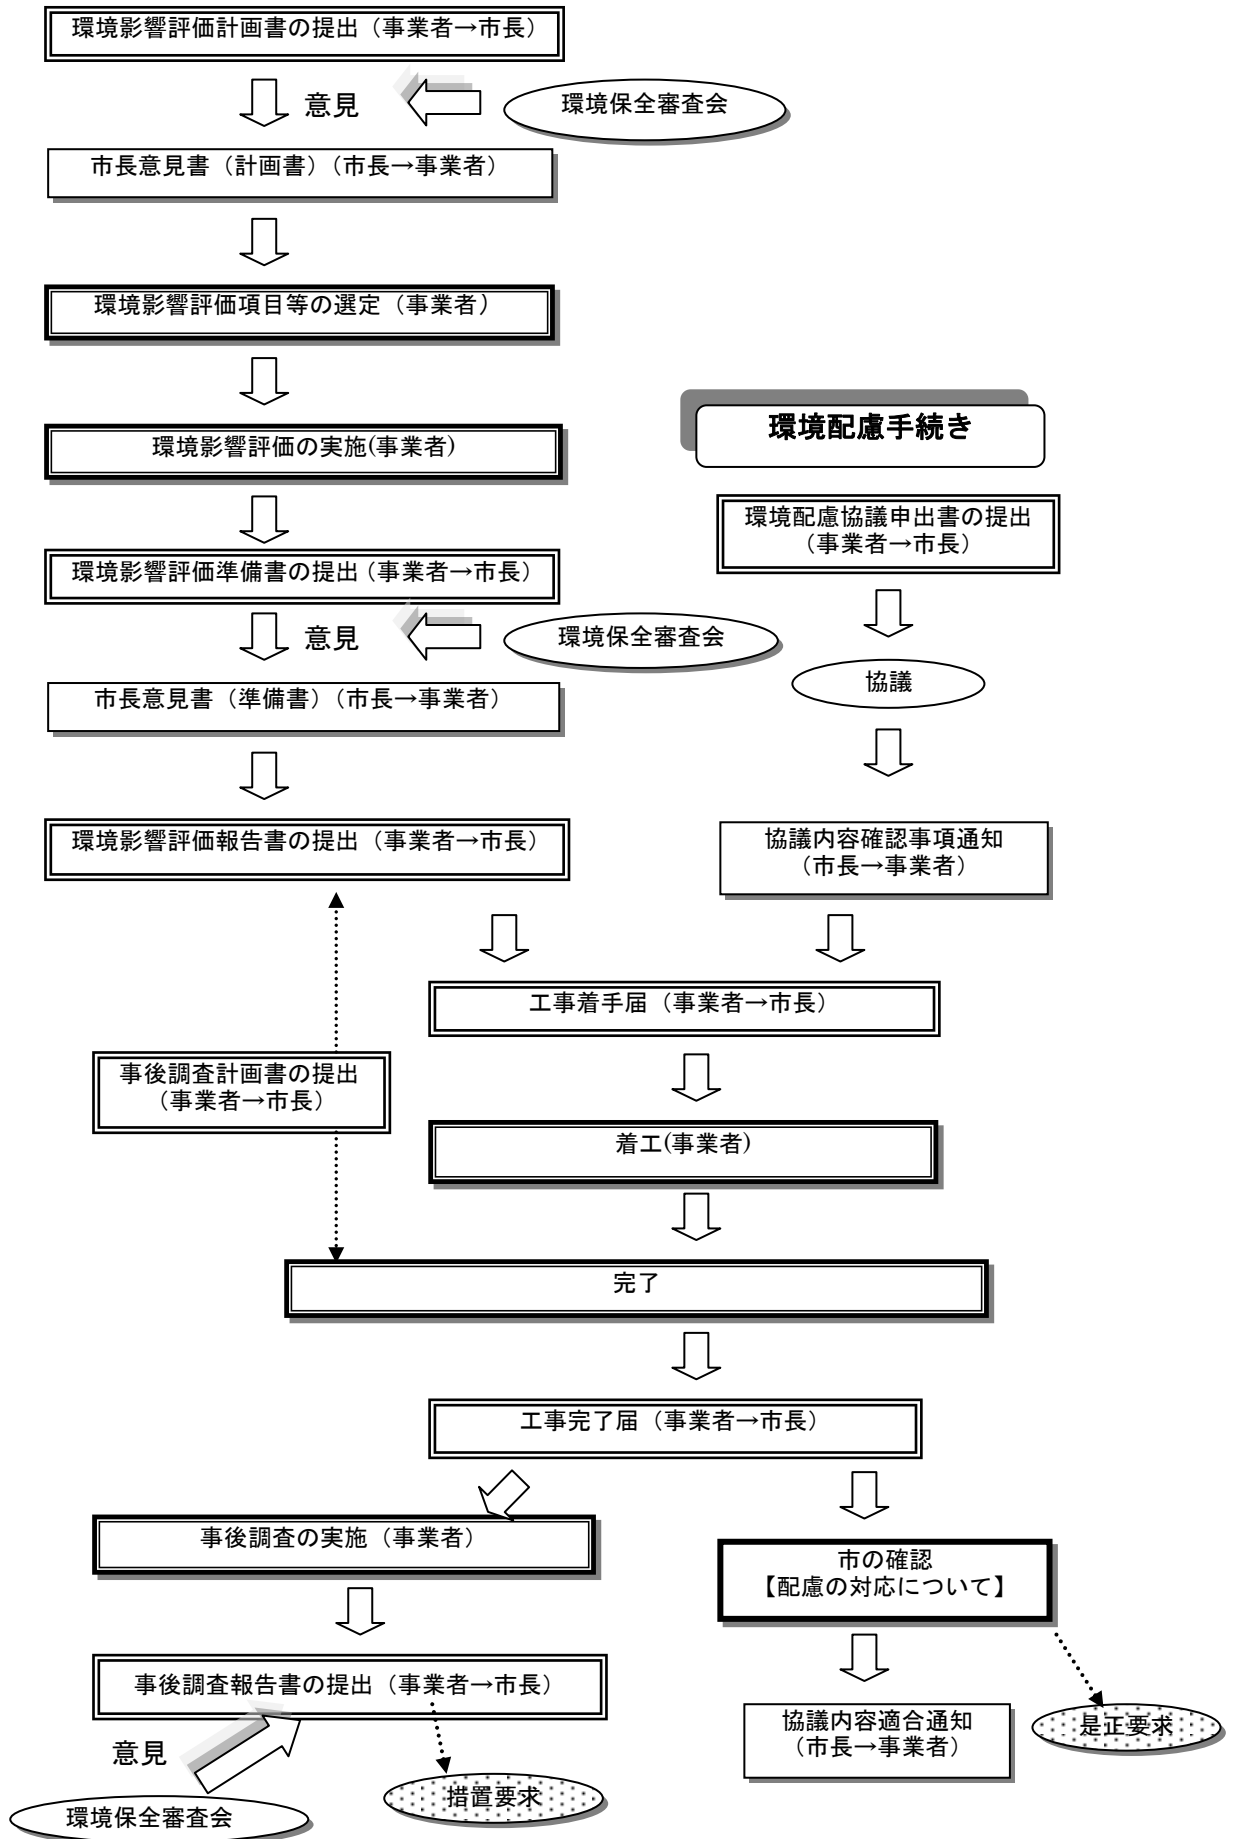 環境影響評価計画書の提出（事業者→市長）
意見
環境保全審査会
市長意見書（計画書）（市長→事業者）
環境影響評価項目等の選定（事業者）
環境影響評価の実施(事業者)
環境影響評価準備書の提出（事業者→市長）
意見
環境保全審査会
市長意見書（準備書）（市長→事業者）
環境影響評価報告書の提出（事業者→市長）
環境配慮手続き
環境配慮協議申出書の提出
（事業者→市長）
協議
協議内容確認事項通知
（市長→事業者）
工事着手届（事業者→市長）
事後調査計画書の提出
（事業者→市長）
着工(事業者)
完了
工事完了届（事業者→市長）
事後調査の実施（事業者）
事後調査報告書の提出（事業者→市長）
意見
環境保全審査会
措置要求
市の確認
【配慮の対応について】
協議内容適合通知
（市長→事業者）
是正要求